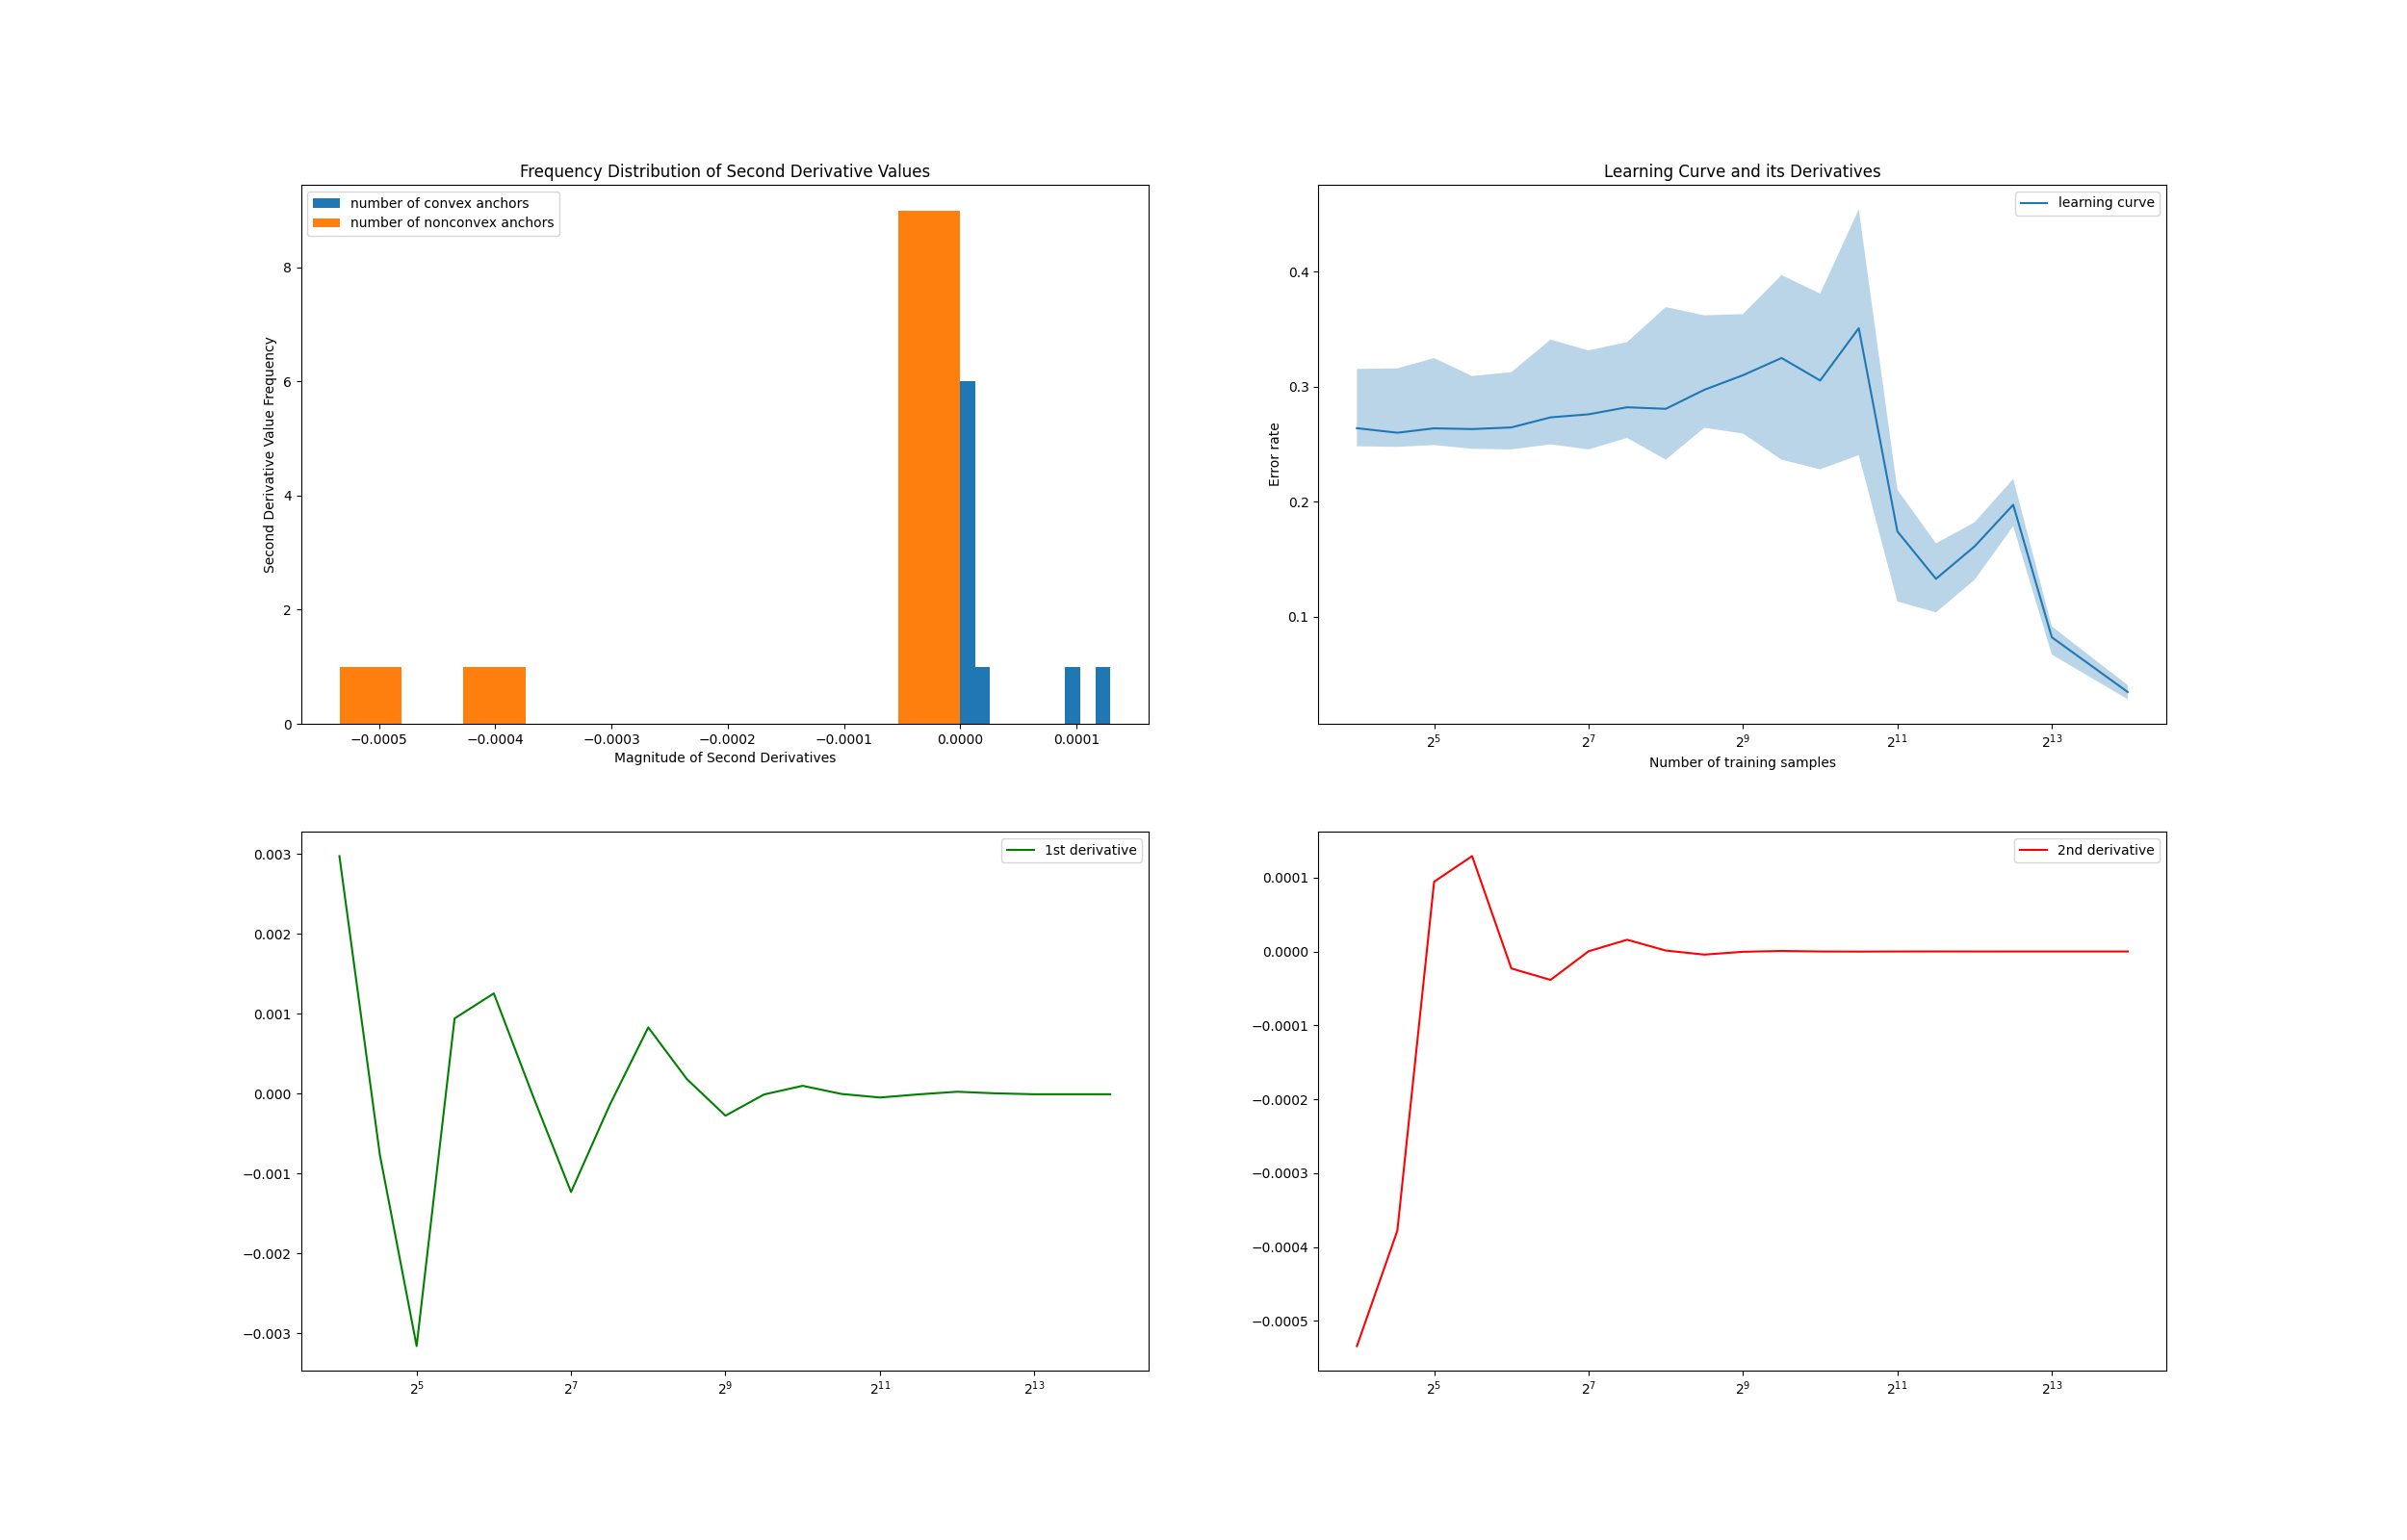 Frequency Distribution of Second Derivative Values
number of convex anchors
number of nonconvex anchors
Second Derivative Value Frequency
8
6
4
2
0
−0.0005 −0.0004 −0.0003 −0.0002 −0.0001 0.0000 0.0001
Magnitude of Second Derivatives
Learning Curve and its Derivatives
learning curve
Error rate
0.4
0.3
0.2
0.1
2^5 2^7 2^9 2^11 2^13
Number of training samples
1st derivative
0.003
0.002
0.001
0.000
−0.001
−0.002
−0.003
2^5 2^7 2^9 2^11 2^13
2nd derivative
0.0001
0.0000
−0.0001
−0.0002
−0.0003
−0.0004
−0.0005
2^5 2^7 2^9 2^11 2^13